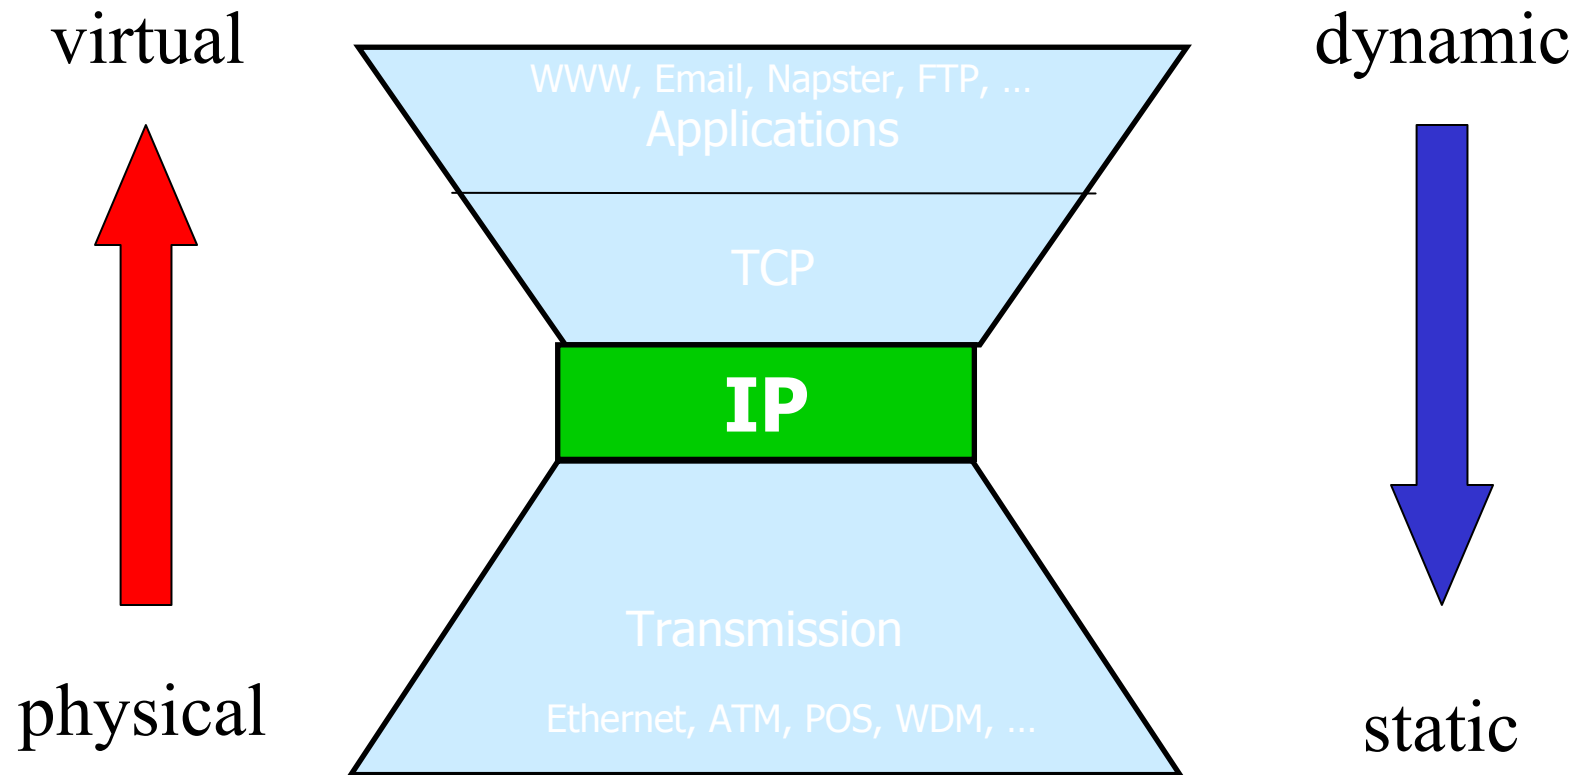 virtual
dynamic
WWW, Email, Napster, FTP, …
Applications
TCP
IP
Transmission
Ethernet, ATM, POS, WDM, …
physical
static